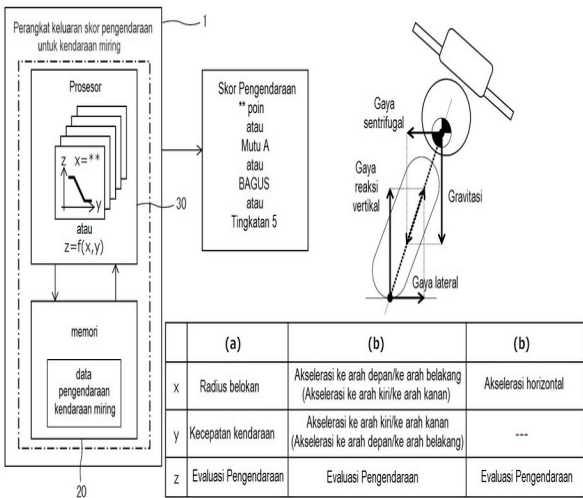 Perangkat keluaran skor pengendaraan
untuk kendaraan miring
1
Prosesor
z x=**
y
atau
z=f(x,y)
30
memori
data
pengendaraan
kendaraan miring
20
Skor Pengendaraan
** poin
atau
Mutu A
atau
BAGUS
atau
Tingkatan 5
Gaya
sentrifugal
Gaya
reaksi
vertikal
Gravitasi
Gaya lateral
(a) (b) (b)
x Radius belokan Akselerasi ke arah depan/ke arah belakang
(Akselerasi ke arah kiri/ke arah kanan) Akselerasi horizontal
y Kecepatan kendaraan Akselerasi ke arah kiri/ke arah kanan
(Akselerasi ke arah depan/ke arah belakang) ---
z Evaluasi Pengendaraan Evaluasi Pengendaraan Evaluasi Pengendaraan